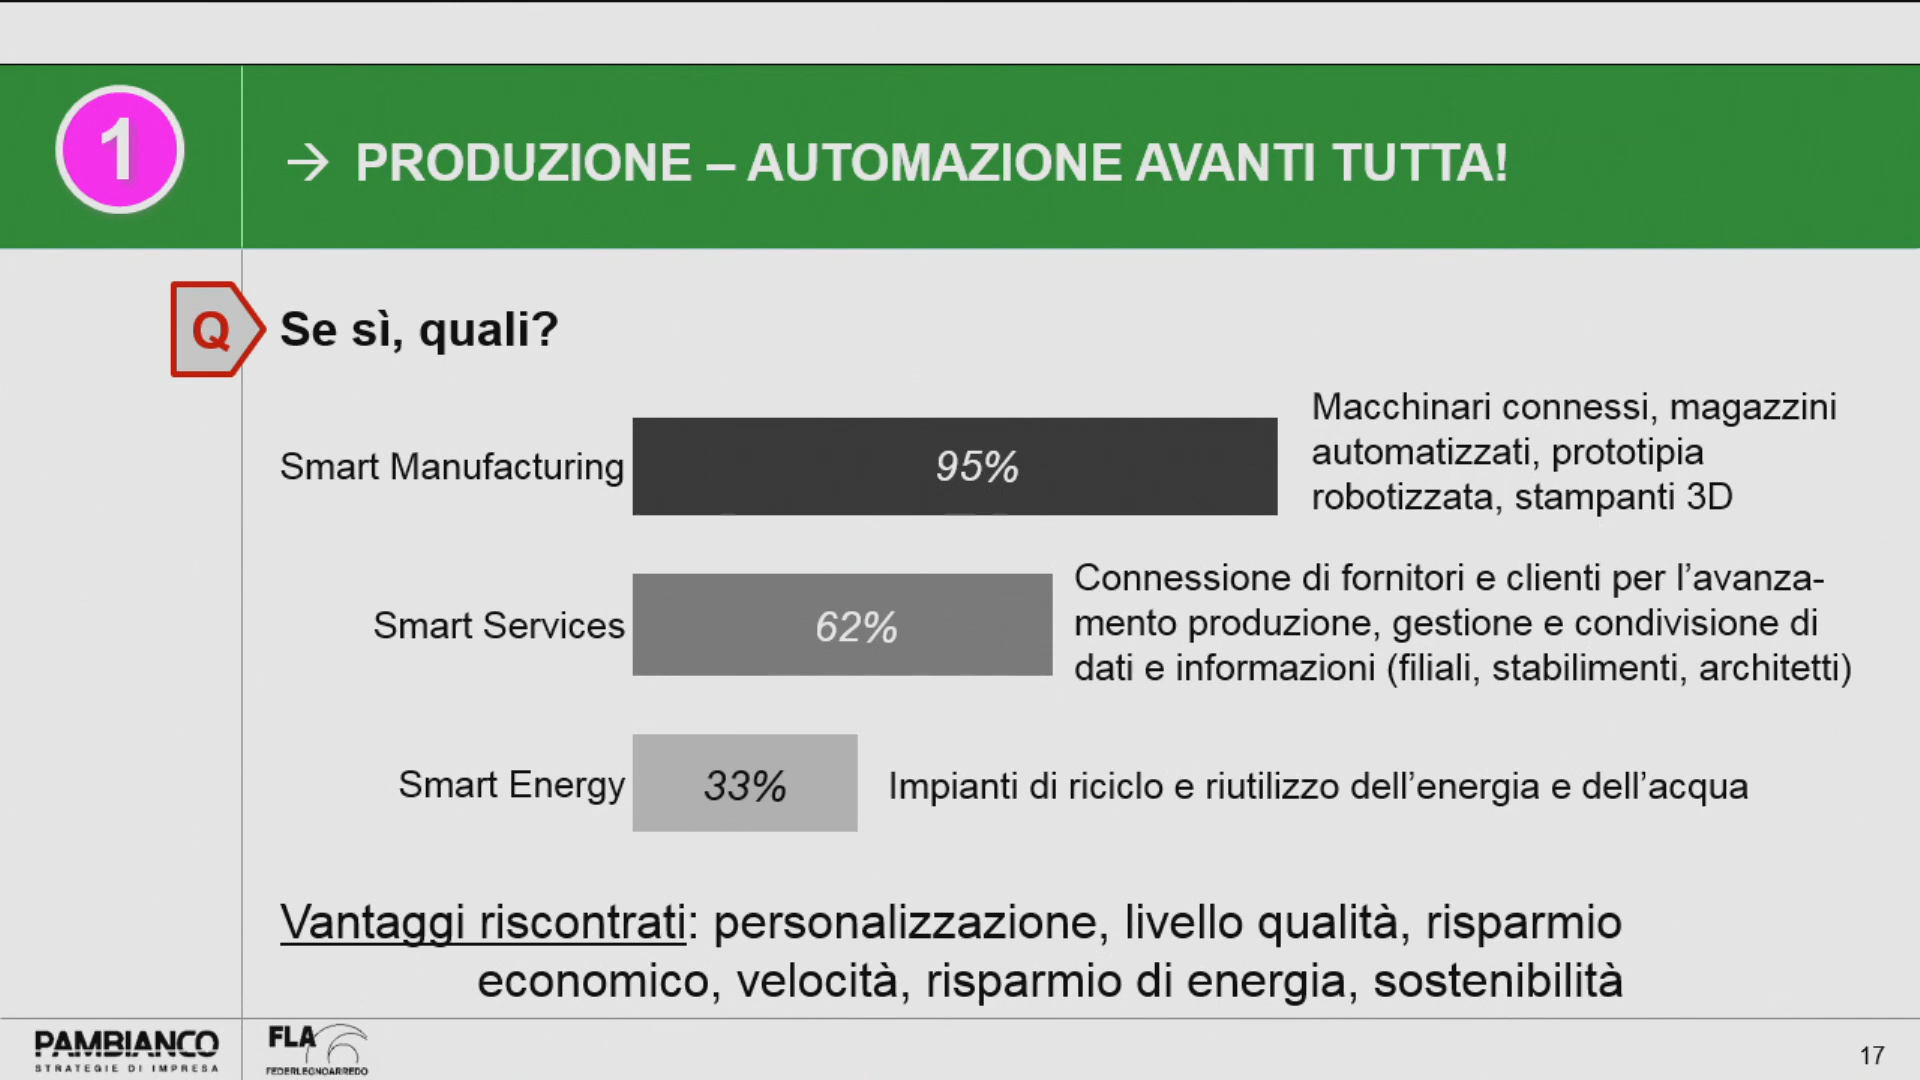 1
→ PRODUZIONE – AUTOMAZIONE AVANTI TUTTA!
Q
Se sì, quali?
Smart Manufacturing
95%
Macchinari connessi, magazzini
automatizzati, prototipia
robotizzata, stampanti 3D
Smart Services
62%
Connessione di fornitori e clienti per l’avanza-
mento produzione, gestione e condivisione di
dati e informazioni (filiali, stabilimenti, architetti)
Smart Energy
33%
Impianti di riciclo e riutilizzo dell’energia e dell’acqua
Vantaggi riscontrati: personalizzazione, livello qualità, risparmio
economico, velocità, risparmio di energia, sostenibilità
PAMBIANCO
STRATEGIE DI IMPRESA
FLA
FEDERLEGNOARREDO
17